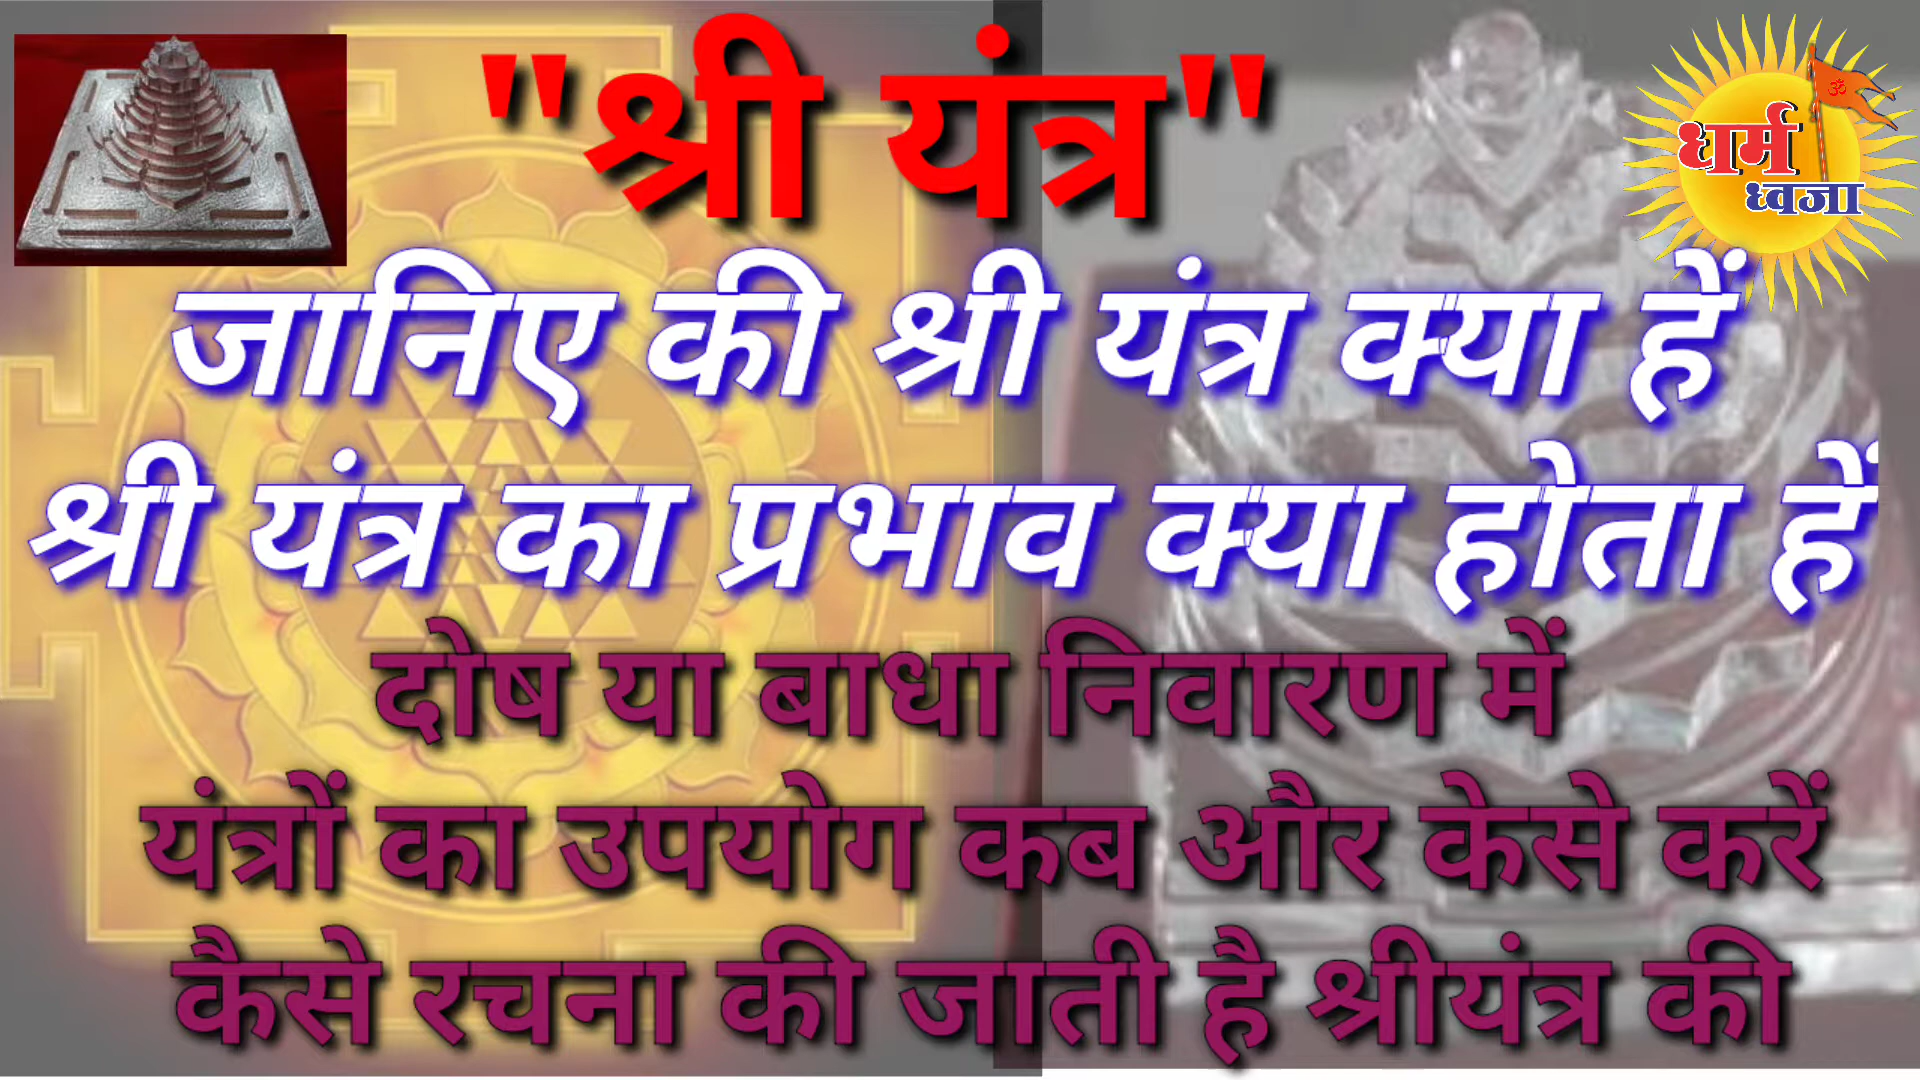 "श्री यंत्र"
धर्म
ध्वजा
ॐ
जानिए की श्री यंत्र क्या हें
श्री यंत्र का प्रभाव क्या होता हें
दोष या बाधा निवारण में
यंत्रों का उपयोग कब और केसे करें
कैसे रचना की जाती है श्रीयंत्र की